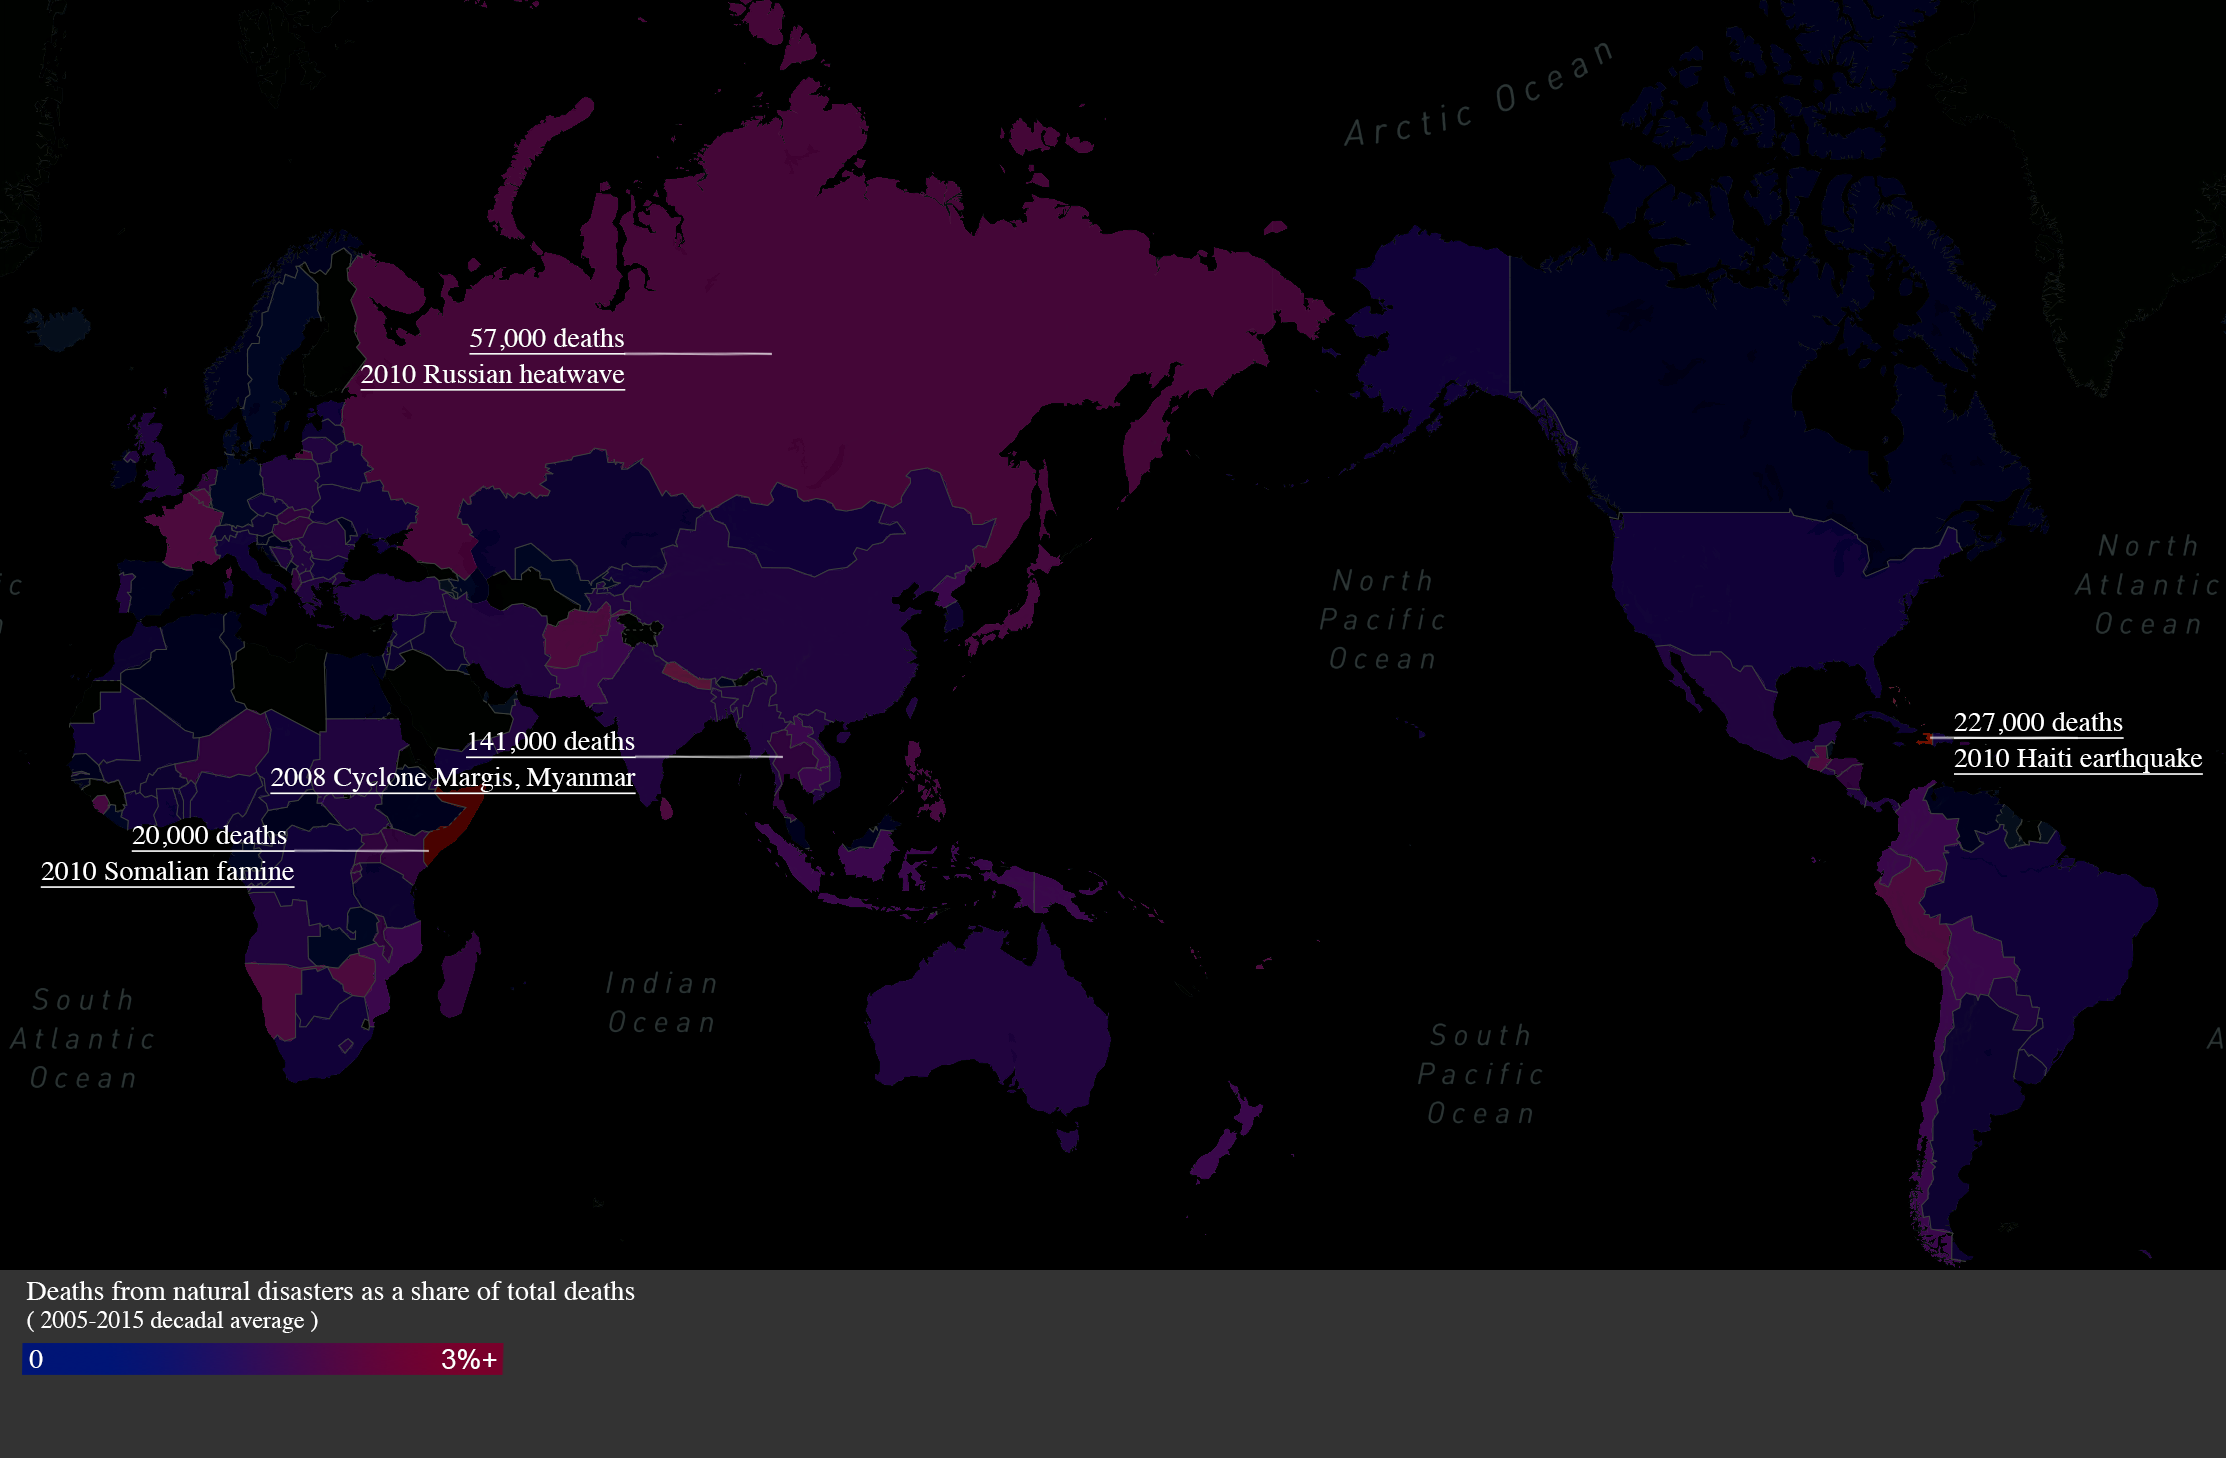 Arctic Ocean
57,000 deaths
2010 Russian heatwave
North
Pacific
Ocean
North
Atlantic
Ocean
ic
227,000 deaths
2010 Haiti earthquake
141,000 deaths
2008 Cyclone Margis, Myanmar
20,000 deaths
2010 Somalian famine
South
Atlantic
Ocean
Indian
Ocean
South
Pacific
Ocean
A
Deaths from natural disasters as a share of total deaths
( 2005-2015 decadal average )
0
3%+